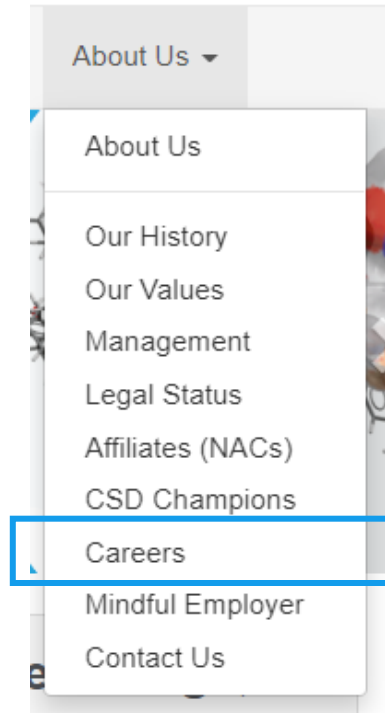 About Us
About Us
Our History
Our Values
Management
Legal Status
Affiliates (NACs)
CSD Champions
Careers
Mindful Employer
Contact Us